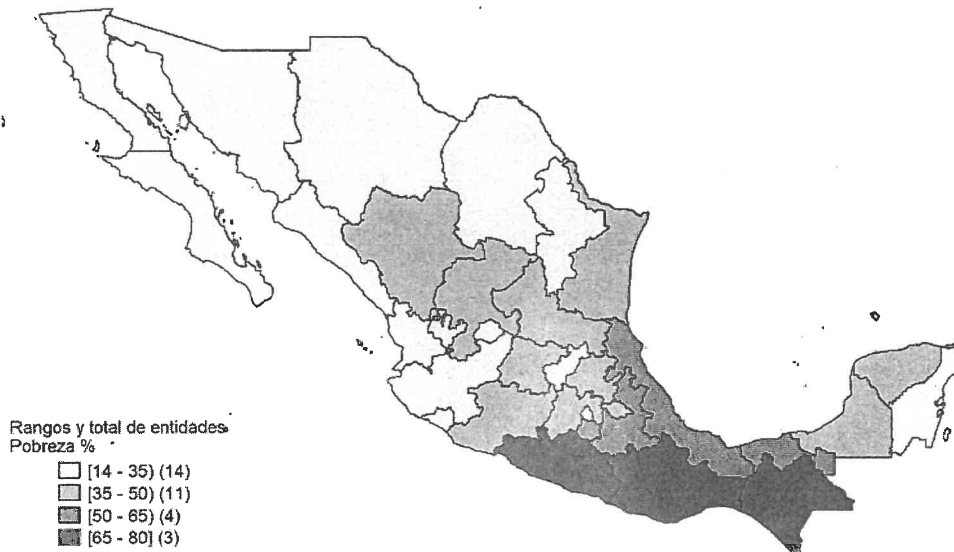 Rangos y total de entidades
Pobreza %
[14 - 35) (14)
[35 - 50) (11)
[50 - 65) (4)
[65 - 80] (3)